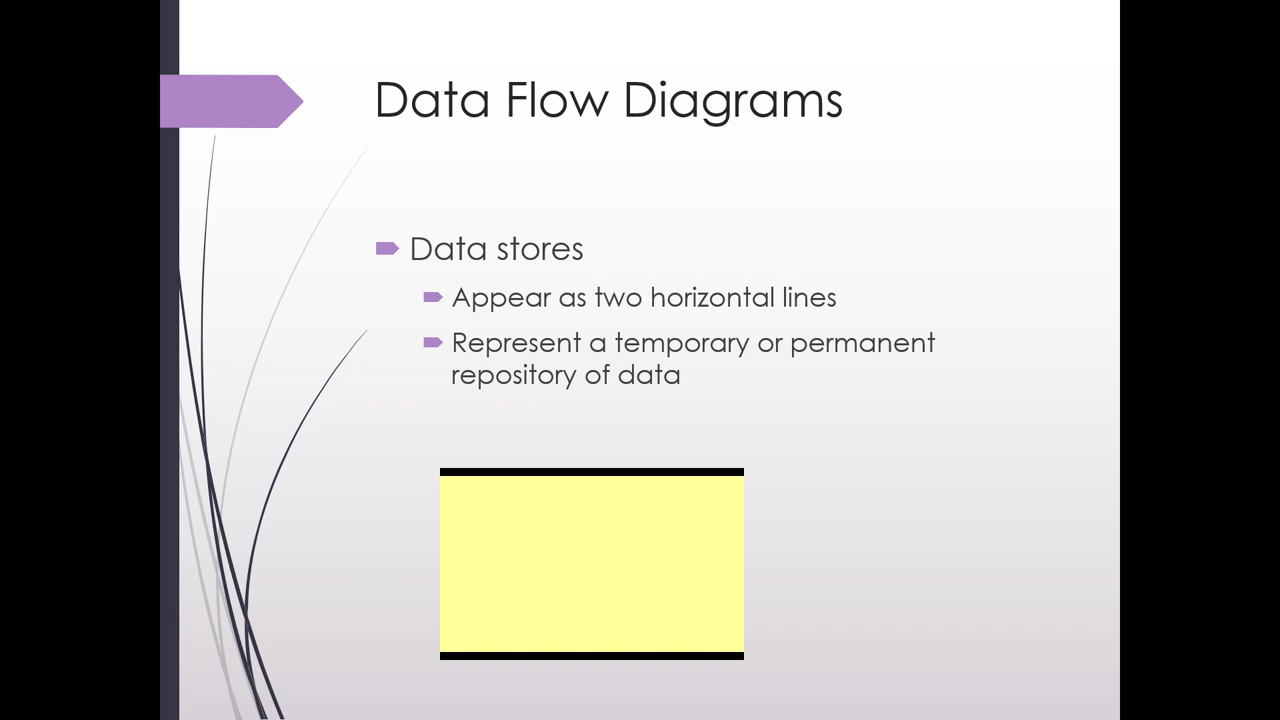 Data Flow Diagrams
Data stores
Appear as two horizontal lines
Represent a temporary or permanent
repository of data